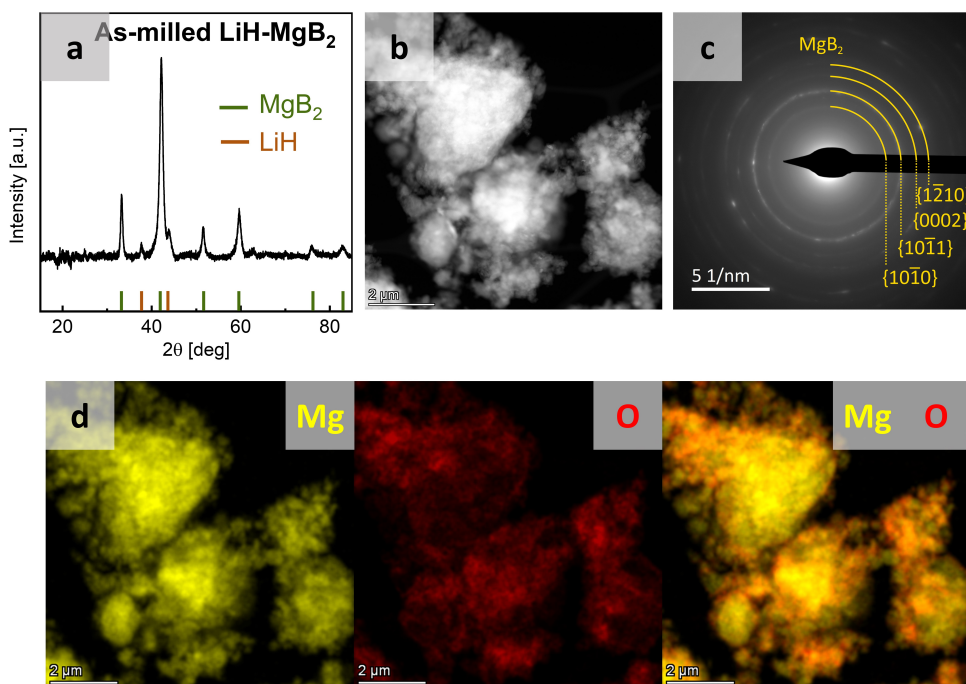 a
As-milled LiH-MgB₂
MgB₂
LiH
Intensity [a.u.]
20
40
60
80
2θ [deg]
b
2 μm
c
MgB₂
{12̄10
{0002}
{101̄1}
{101̄0}
5 1/nm
d
Mg
O
Mg O
2 μm
2 μm
2 μm